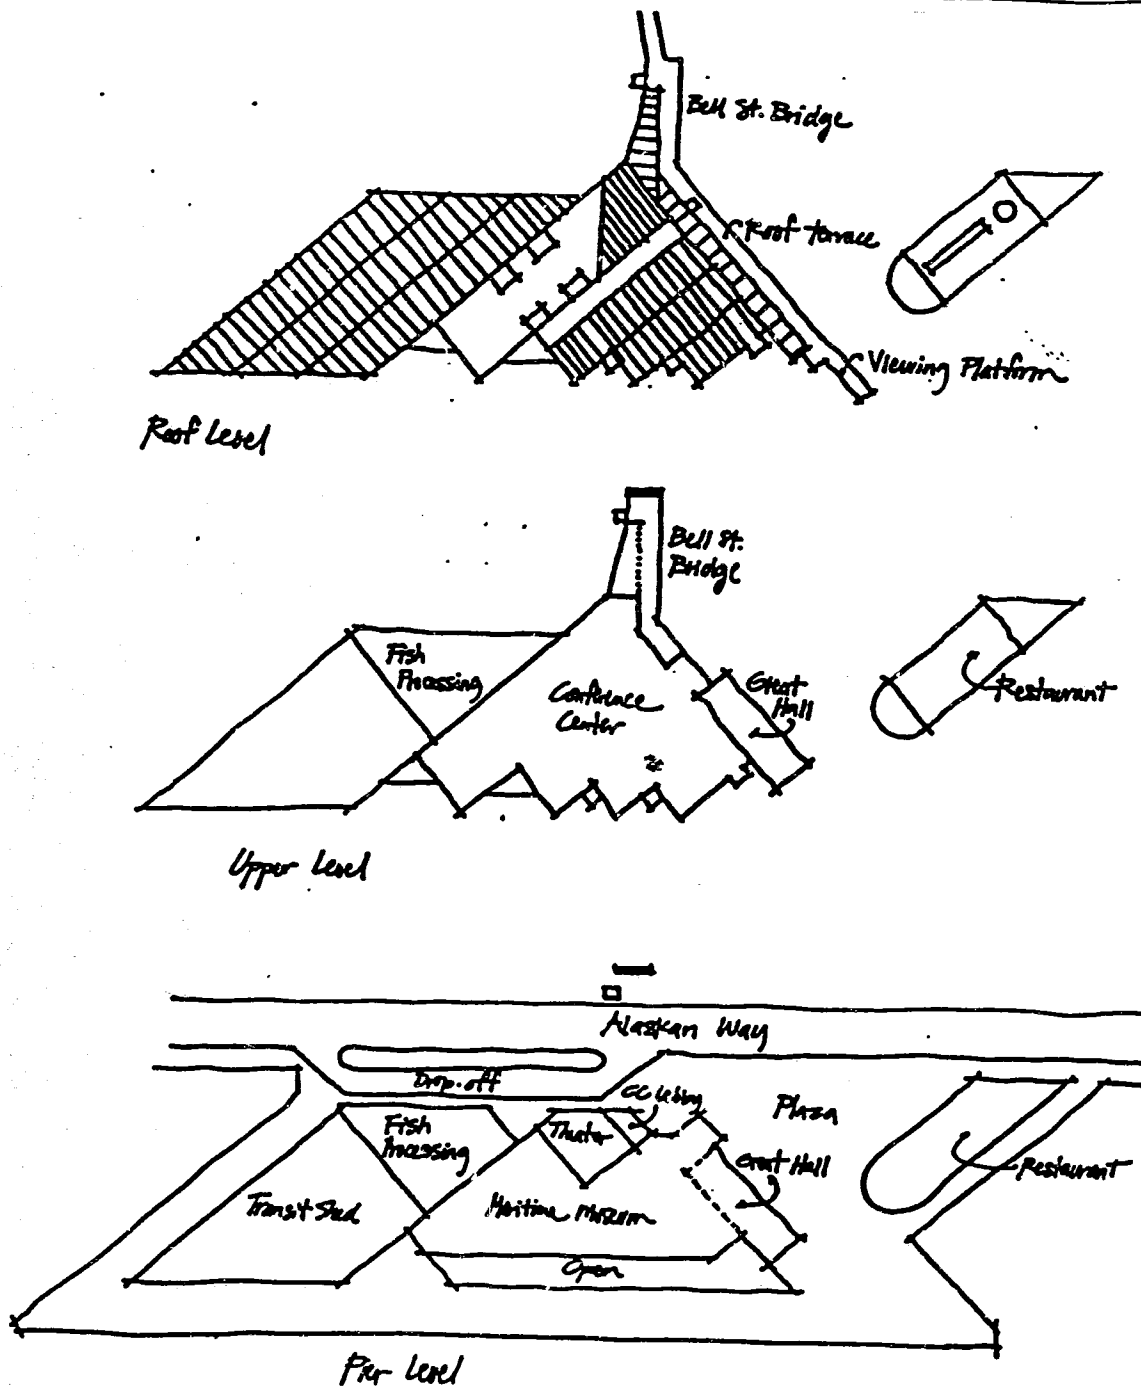 Bell St. Bridge
Roof Terrace
Viewing Platform
Roof Level
Bell St.
Bridge
Fish
Processing
Conference
Center
Great
Hall
Restaurant
Upper Level
Alaskan Way
Drop-off
CC Lobby
Plaza
Fish
Processing
Theater
Great Hall
Restaurant
Transit Shed
Maritime Museum
Open
Pier Level